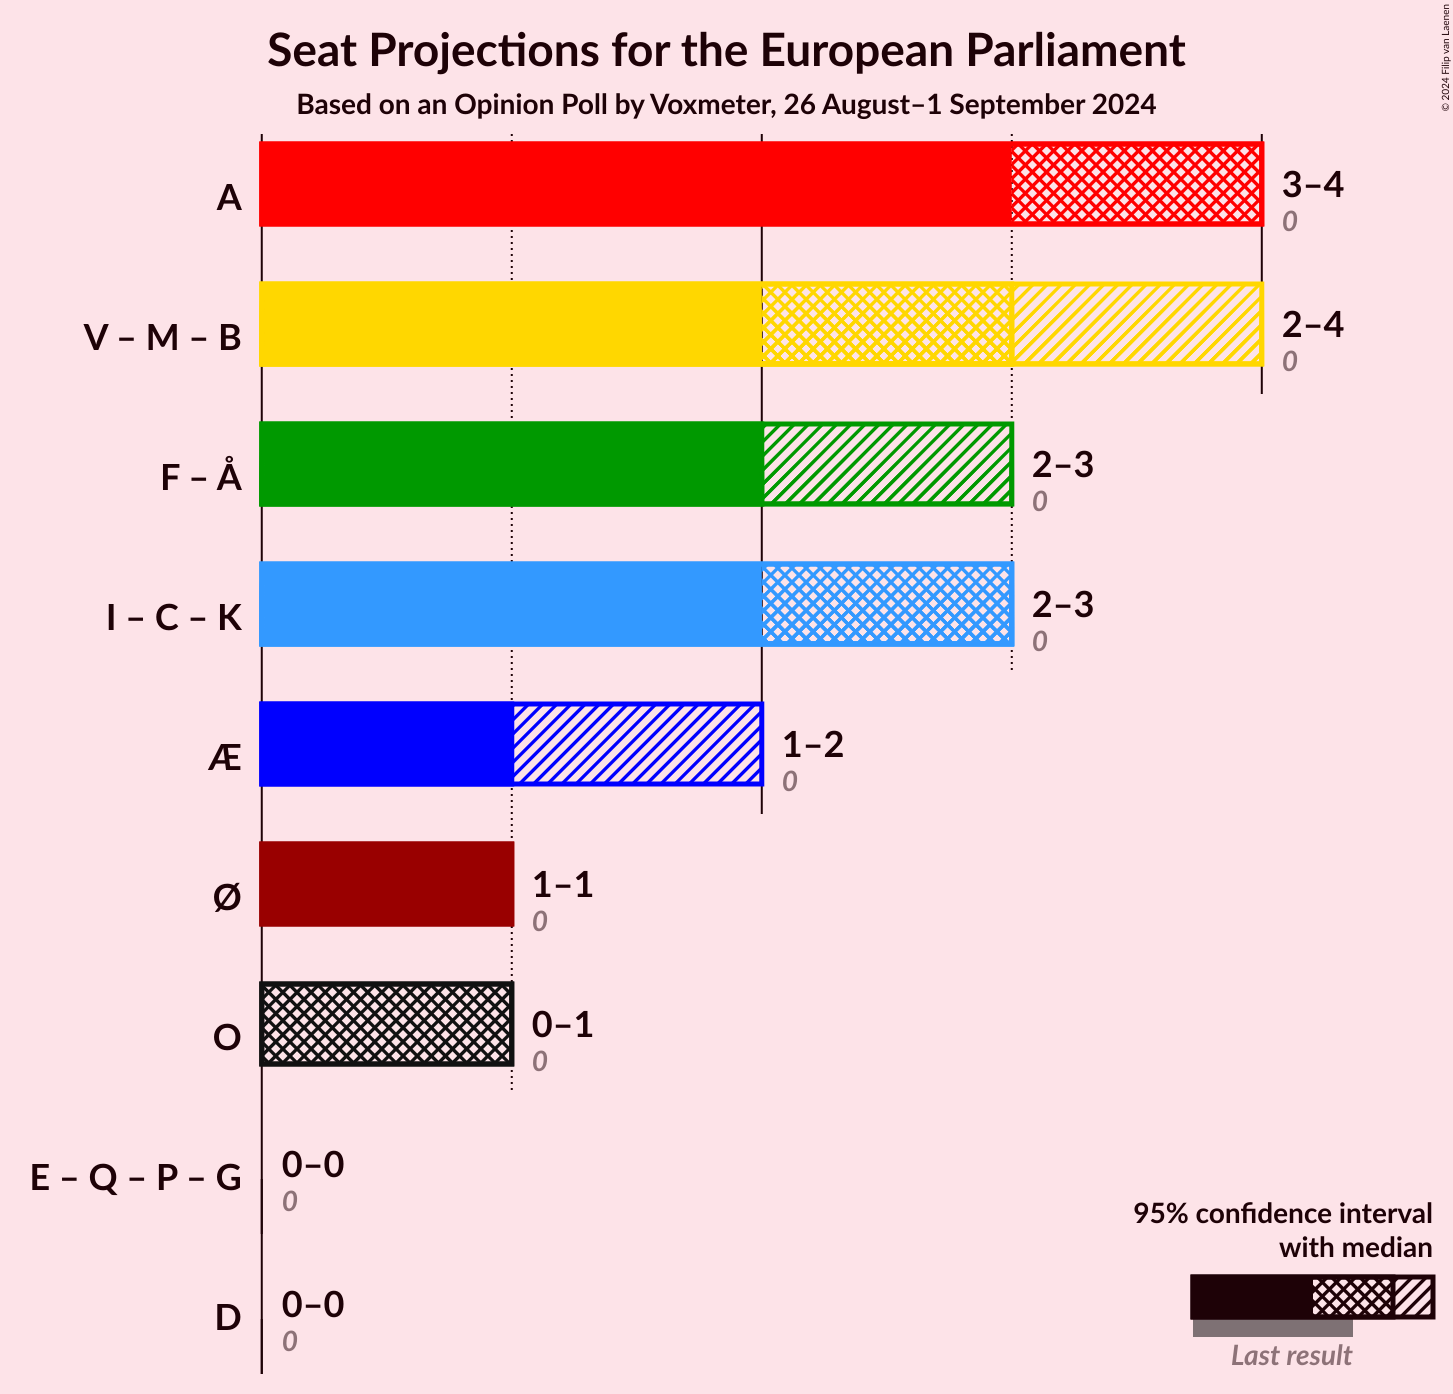 Seat Projections for the European Parliament
Based on an Opinion Poll by Voxmeter, 26 August–1 September 2024
© 2024 Filip van Laenen
A
3–4
0
V – M – B
2–4
0
F – Å
2–3
0
I – C – K
2–3
0
Æ
1–2
0
Ø
1–1
0
O
0–1
0
E – Q – P – G
0–0
0
D
0–0
0
95% confidence interval
with median
Last result